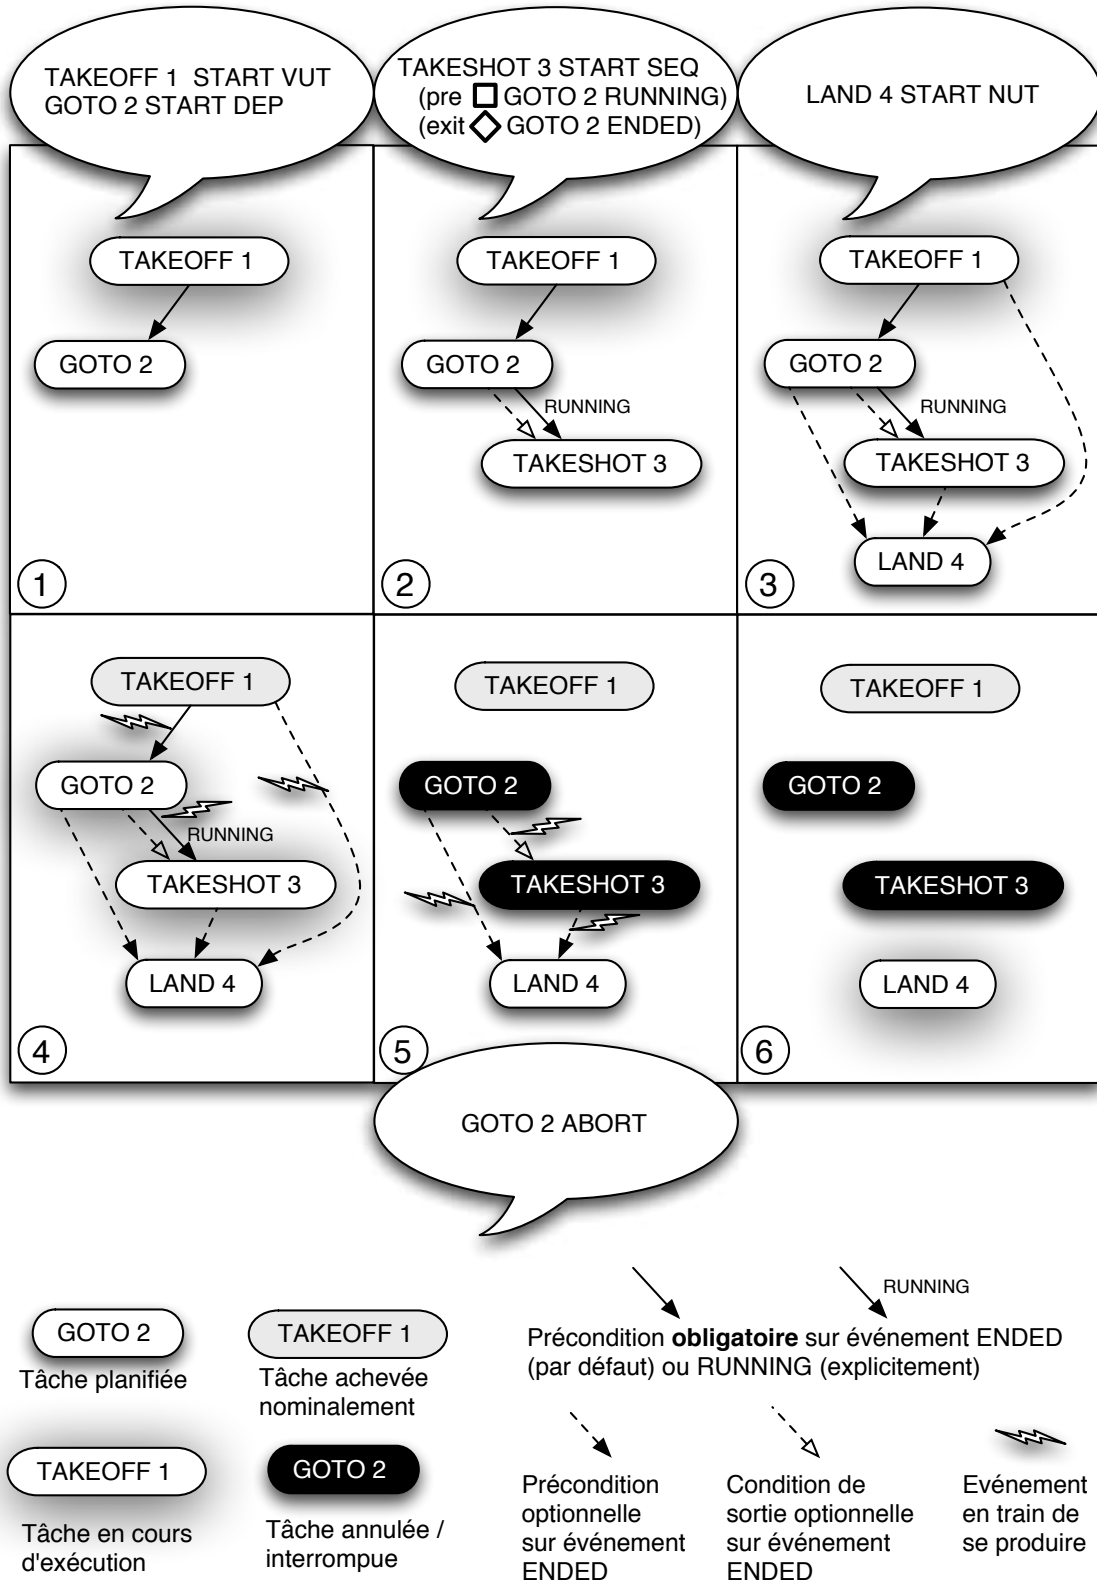 TAKEOFF 1 START VUT
GOTO 2 START DEP
TAKESHOT 3 START SEQ
(pre GOTO 2 RUNNING)
(exit GOTO 2 ENDED)
LAND 4 START NUT
TAKEOFF 1
GOTO 2
1
TAKEOFF 1
GOTO 2
RUNNING
TAKESHOT 3
2
TAKEOFF 1
GOTO 2
RUNNING
TAKESHOT 3
LAND 4
3
TAKEOFF 1
GOTO 2
RUNNING
TAKESHOT 3
LAND 4
4
TAKEOFF 1
GOTO 2
TAKESHOT 3
LAND 4
5
TAKEOFF 1
GOTO 2
TAKESHOT 3
LAND 4
6
GOTO 2 ABORT
GOTO 2
Tâche planifiée
TAKEOFF 1
Tâche achevée
nominalement
RUNNING
Précondition obligatoire sur événement ENDED
(par défaut) ou RUNNING (explicitement)
TAKEOFF 1
Tâche en cours
d'exécution
GOTO 2
Tâche annulée /
interrompue
Précondition
optionnelle
sur événement
ENDED
Condition de
sortie optionnelle
sur événement
ENDED
Evénement
en train de
se produire